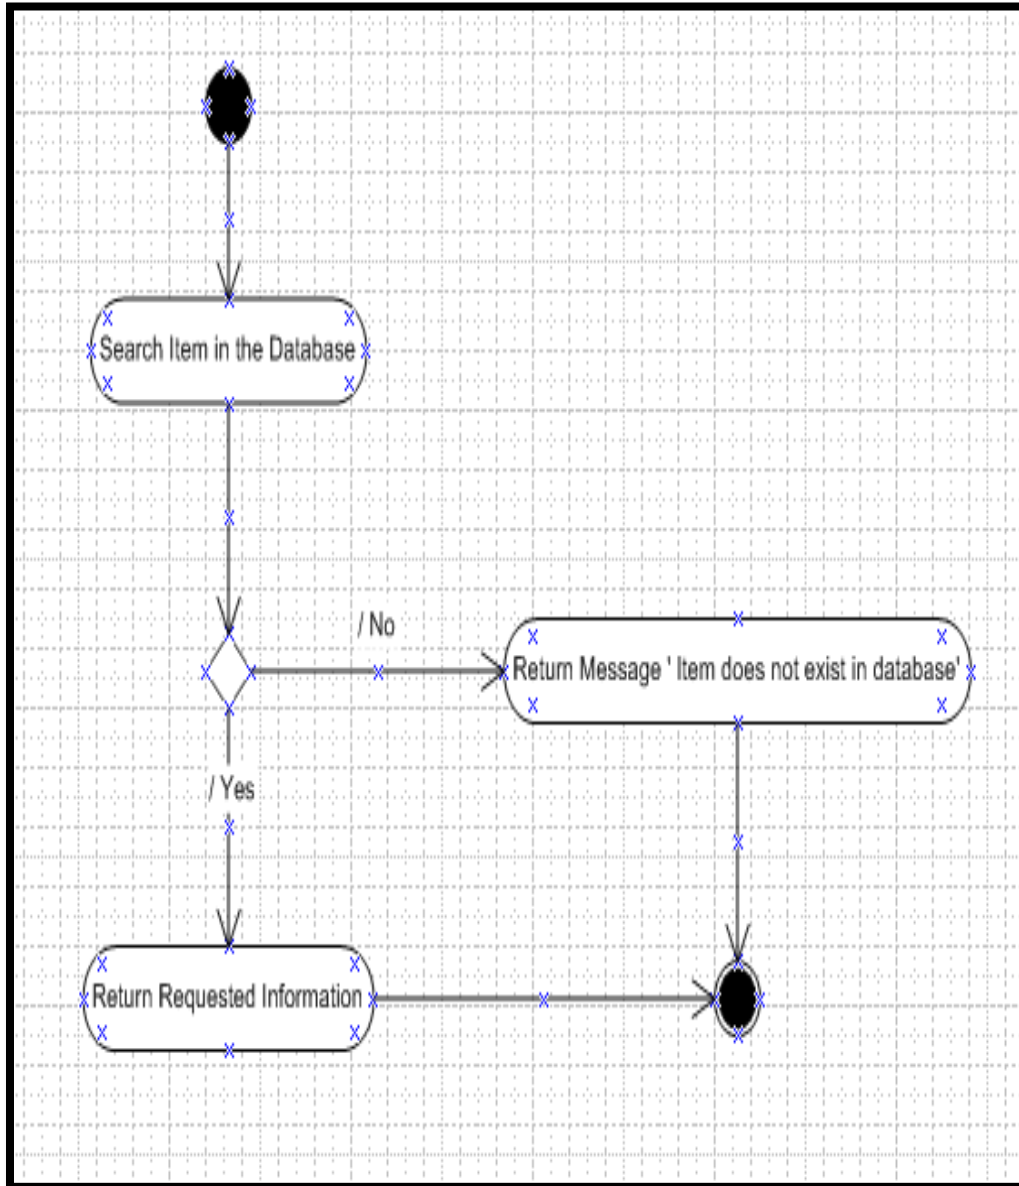 Search Item in the Database
/ No
Return Message ' Item does not exist in database'
/ Yes
Return Requested Information